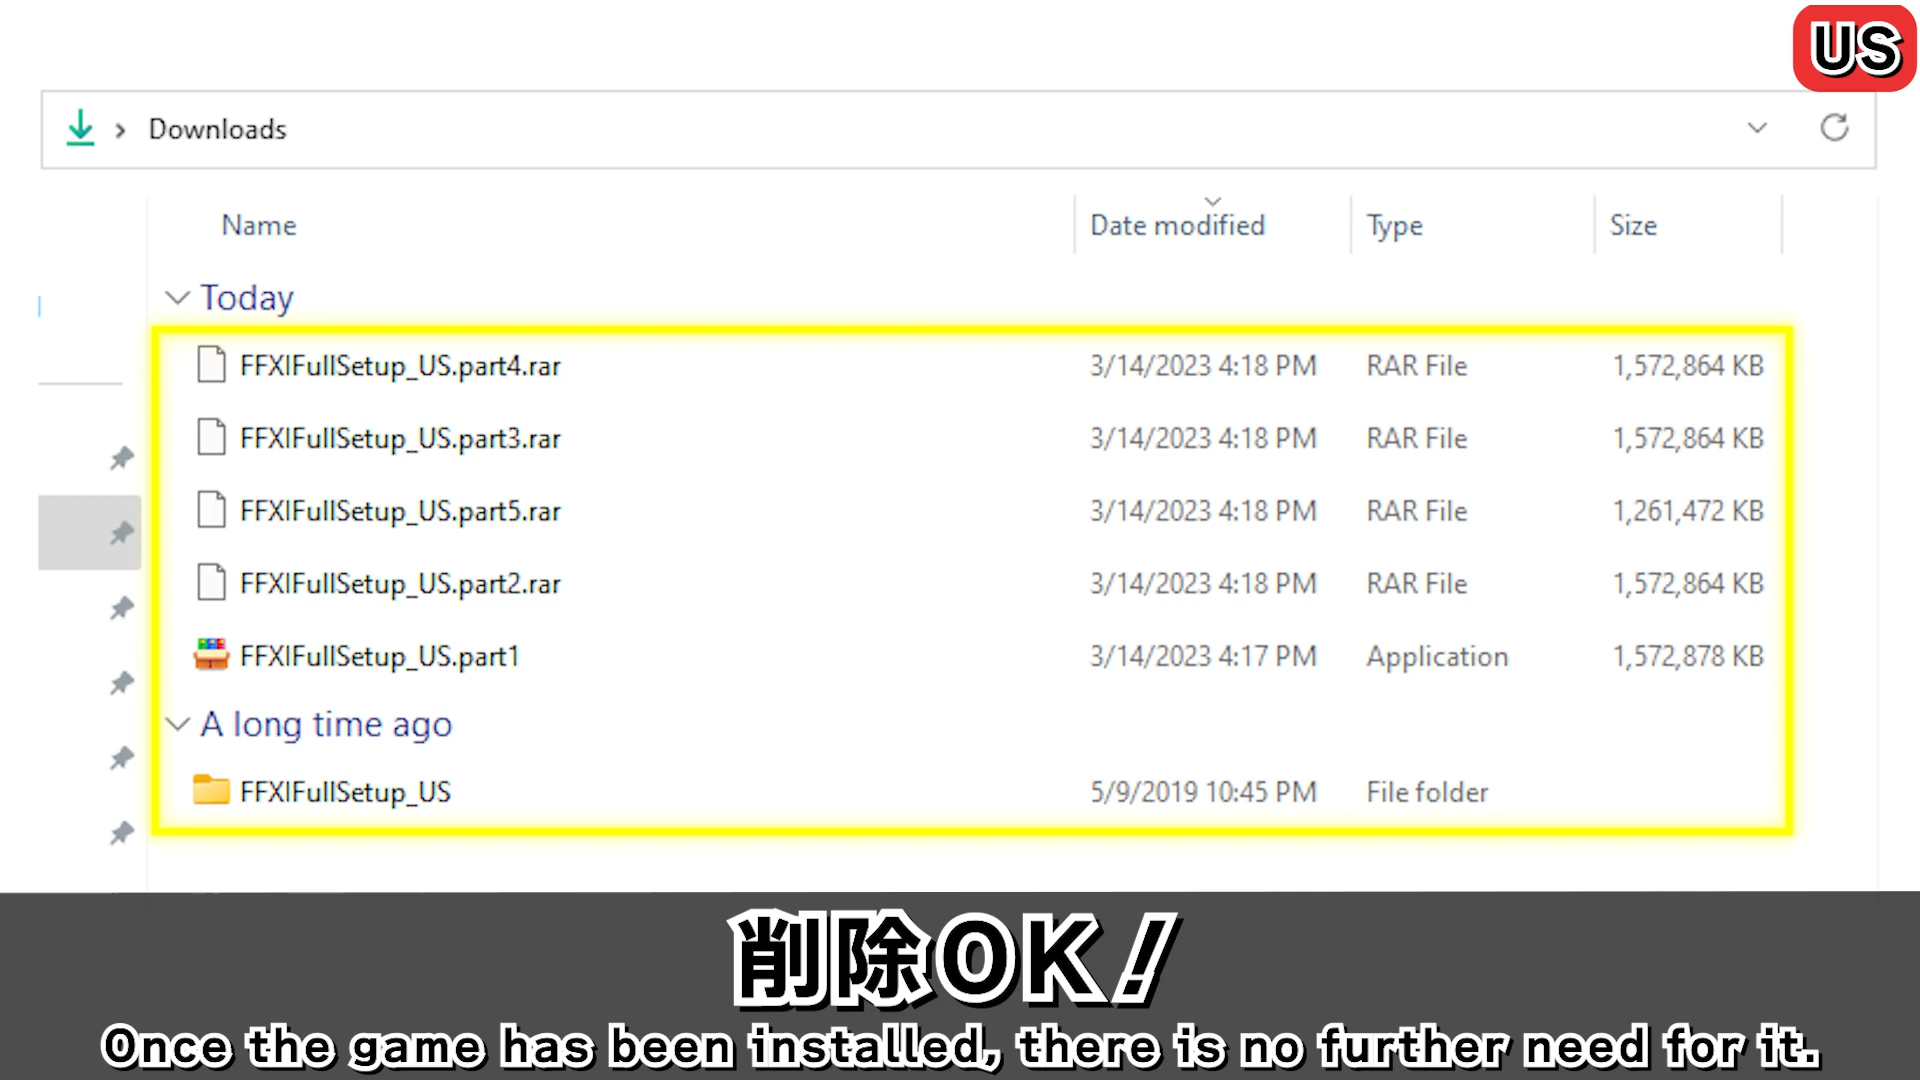 US
Downloads
Name Date modified Type Size
Today
FFXIFullSetup_US.part4.rar 3/14/2023 4:18 PM RAR File 1,572,864 KB
FFXIFullSetup_US.part3.rar 3/14/2023 4:18 PM RAR File 1,572,864 KB
FFXIFullSetup_US.part5.rar 3/14/2023 4:18 PM RAR File 1,261,472 KB
FFXIFullSetup_US.part2.rar 3/14/2023 4:18 PM RAR File 1,572,864 KB
FFXIFullSetup_US.part1 3/14/2023 4:17 PM Application 1,572,878 KB
A long time ago
FFXIFullSetup_US 5/9/2019 10:45 PM File folder
削除OK!
Once the game has been installed, there is no further need for it.